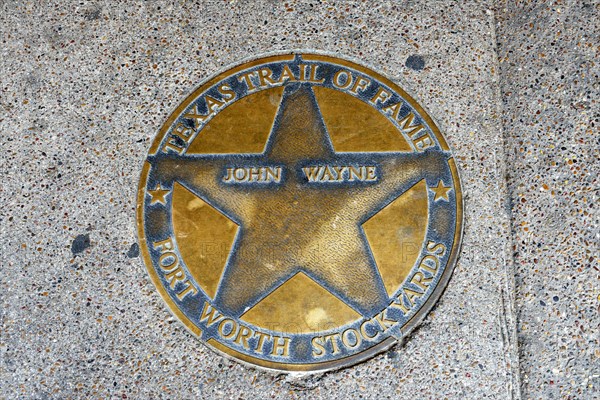 TEXAS TRAIL OF FAME
JOHN WAYNE
FORT WORTH STOCKYARDS